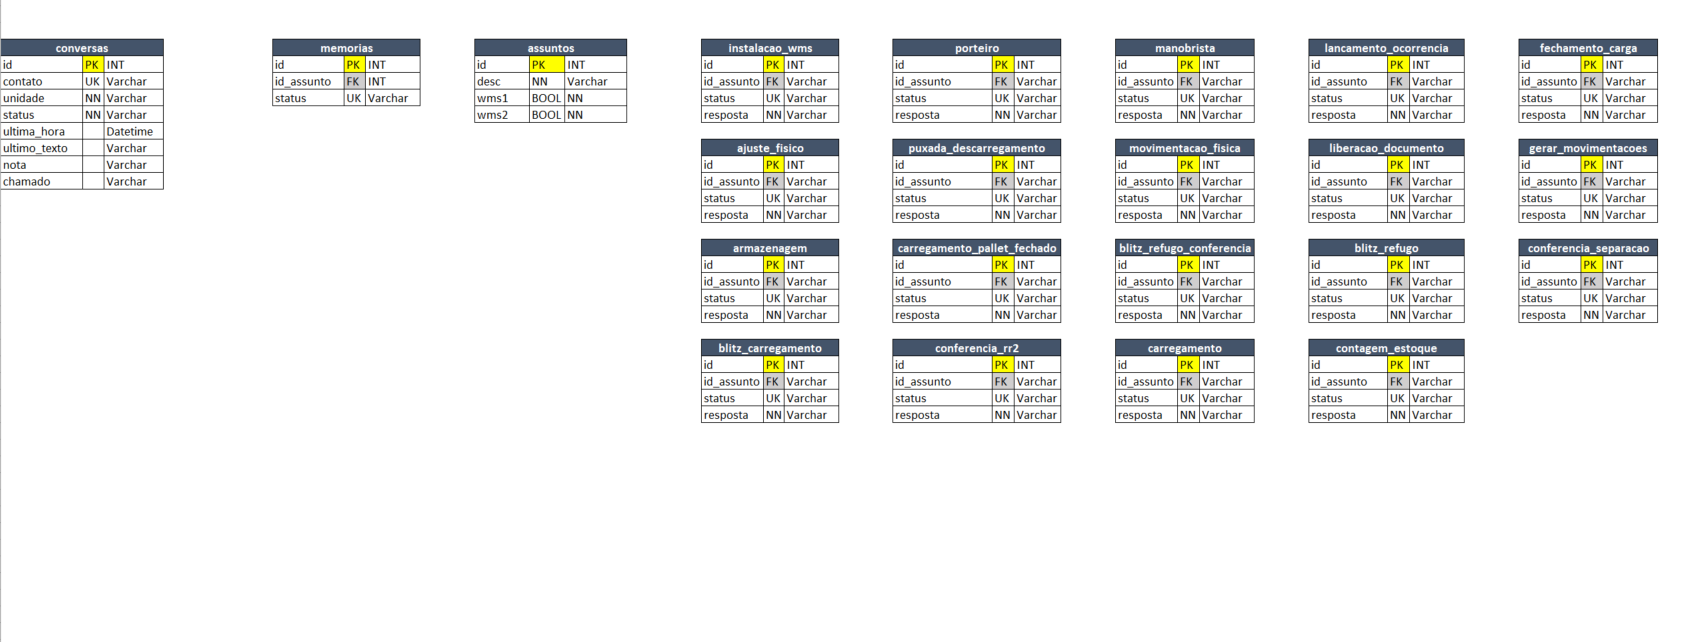 conversas
id PK INT
contato UK Varchar
unidade NN Varchar
status NN Varchar
ultima_hora Datetime
ultimo_texto Varchar
nota Varchar
chamado Varchar
memorias
id PK INT
id_assunto FK INT
status UK Varchar
assuntos
id PK INT
desc NN Varchar
wms1 BOOL NN
wms2 BOOL NN
instalacao_wms
id PK INT
id_assunto FK Varchar
status UK Varchar
resposta NN Varchar
porteiro
id PK INT
id_assunto FK Varchar
status UK Varchar
resposta NN Varchar
manobrista
id PK INT
id_assunto FK Varchar
status UK Varchar
resposta NN Varchar
lancamento_ocorrencia
id PK INT
id_assunto FK Varchar
status UK Varchar
resposta NN Varchar
fechamento_carga
id PK INT
id_assunto FK Varchar
status UK Varchar
resposta NN Varchar
ajuste_fisico
id PK INT
id_assunto FK Varchar
status UK Varchar
resposta NN Varchar
puxada_descarregamento
id PK INT
id_assunto FK Varchar
status UK Varchar
resposta NN Varchar
movimentacao_fisica
id PK INT
id_assunto FK Varchar
status UK Varchar
resposta NN Varchar
liberacao_documento
id PK INT
id_assunto FK Varchar
status UK Varchar
resposta NN Varchar
gerar_movimentacoes
id PK INT
id_assunto FK Varchar
status UK Varchar
resposta NN Varchar
armazenagem
id PK INT
id_assunto FK Varchar
status UK Varchar
resposta NN Varchar
carregamento_pallet_fechado
id PK INT
id_assunto FK Varchar
status UK Varchar
resposta NN Varchar
blitz_refugo_conferencia
id PK INT
id_assunto FK Varchar
status UK Varchar
resposta NN Varchar
blitz_refugo
id PK INT
id_assunto FK Varchar
status UK Varchar
resposta NN Varchar
conferencia_separacao
id PK INT
id_assunto FK Varchar
status UK Varchar
resposta NN Varchar
blitz_carregamento
id PK INT
id_assunto FK Varchar
status UK Varchar
resposta NN Varchar
conferencia_rr2
id PK INT
id_assunto FK Varchar
status UK Varchar
resposta NN Varchar
carregamento
id PK INT
id_assunto FK Varchar
status UK Varchar
resposta NN Varchar
contagem_estoque
id PK INT
id_assunto FK Varchar
status UK Varchar
resposta NN Varchar